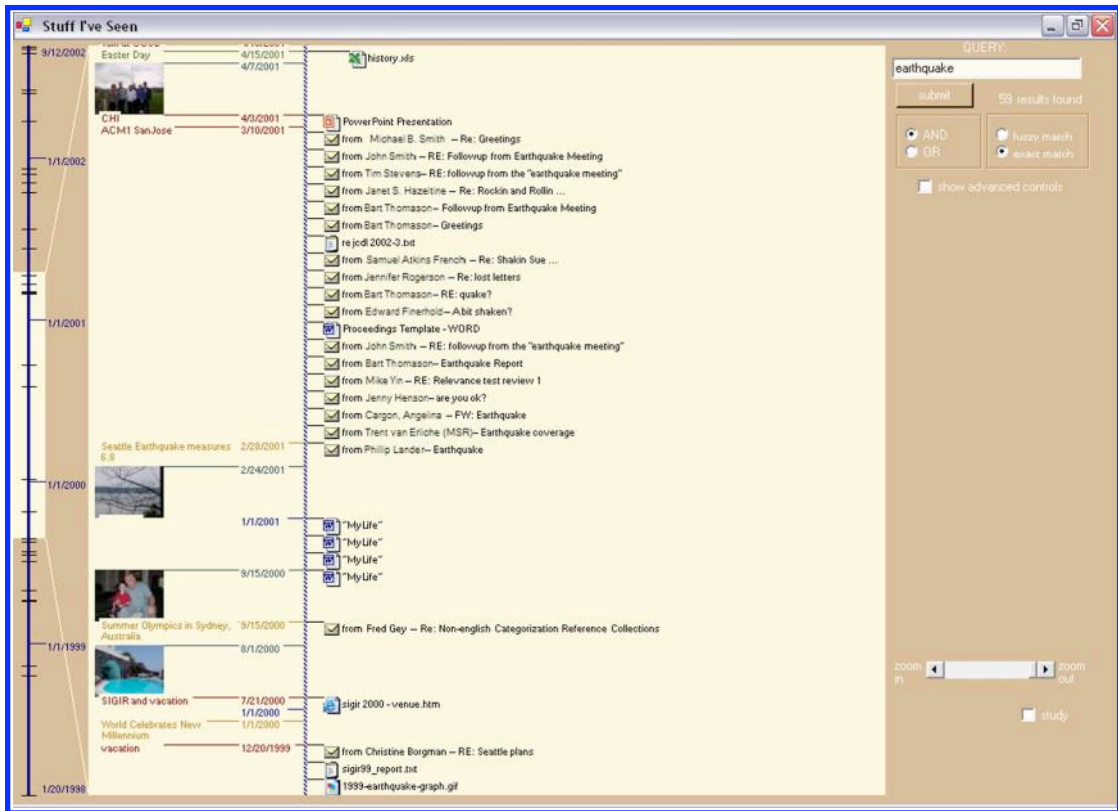 Stuff I've Seen
QUERY:
earthquake
submit
59 results found
AND
OR
fuzzy match
exact match
show advanced controls
zoom in
zoom out
study
9/12/2002
1/1/2002
1/1/2001
1/1/2000
1/1/1999
1/20/1998
Easter Day 4/15/2001
history.xls
4/7/2001
CHI 4/3/2001
PowerPoint Presentation
ACM1 SanJose 3/10/2001
from Michael B. Smith – Re: Greetings
from John Smith – RE: Followup from Earthquake Meeting
from Tim Stevens– RE: followup from the "earthquake meeting"
from Janet S. Hazeltine – Re: Rockin and Rollin ...
from Bart Thomason– Followup from Earthquake Meeting
from Bart Thomason– Greetings
re jcdl 2002-3.txt
from Samuel Atkins French – Re: Shakin Sue ...
from Jennifer Rogerson – Re: lost letters
from Bart Thomason– RE: quake?
from Edward Finerhold– A bit shaken?
Proceedings Template - WORD
from John Smith – RE: followup from the "earthquake meeting"
from Bart Thomason– Earthquake Report
from Mike Yin – RE: Relevance test review 1
from Jenny Henson– are you ok?
from Cargon, Angelina – FW: Earthquake
from Trent van Erliche (MSR)– Earthquake coverage
Seattle Earthquake measures 2/28/2001
6.8
from Philip Lander– Earthquake
2/24/2001
1/1/2001
"MyLife"
"MyLife"
"MyLife"
9/15/2000
"MyLife"
Summer Olympics in Sydney, 9/15/2000
Australia
from Fred Gey – Re: Non-english Categorization Reference Collections
8/1/2000
SIGIR and vacation 7/21/2000
sigir 2000 - venue.htm
1/1/2000
World Celebrates New 1/1/2000
Millennium
vacation 12/20/1999
from Christine Borgman – RE: Seattle plans
sigir99_report.txt
1999-earthquake-graph.gif